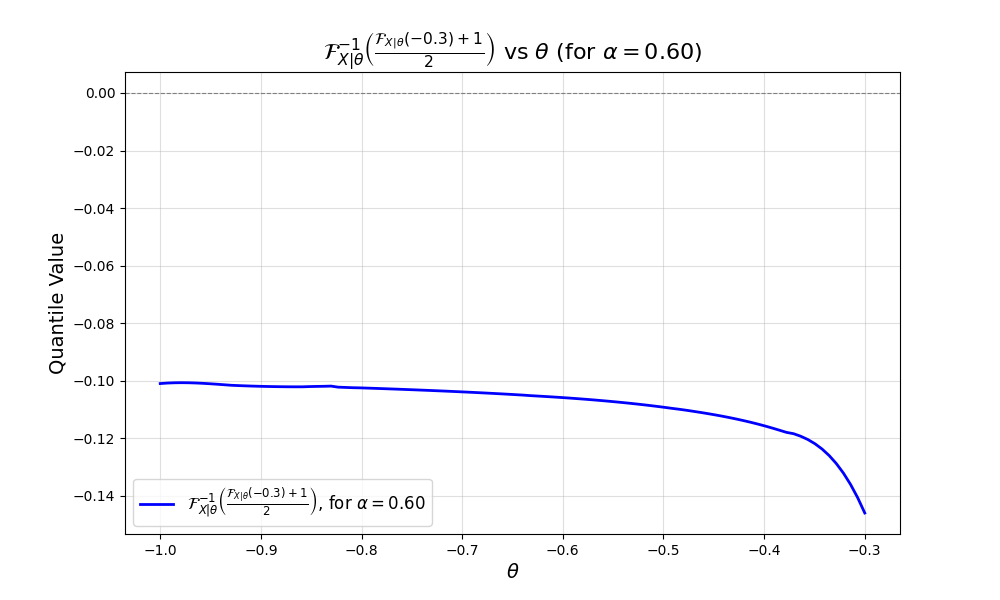 $\mathcal{F}_{X|\theta}^{-1}\left(\frac{\mathcal{F}_{X|\theta}(-0.3)+1}{2}\right)$ vs $\theta$ (for $\alpha = 0.60$)
0.00
−0.02
−0.04
−0.06
−0.08
−0.10
−0.12
−0.14
Quantile Value
$\mathcal{F}_{X|\theta}^{-1}\left(\frac{\mathcal{F}_{X|\theta}(-0.3)+1}{2}\right)$, for $\alpha = 0.60$
−1.0 −0.9 −0.8 −0.7 −0.6 −0.5 −0.4 −0.3
θ